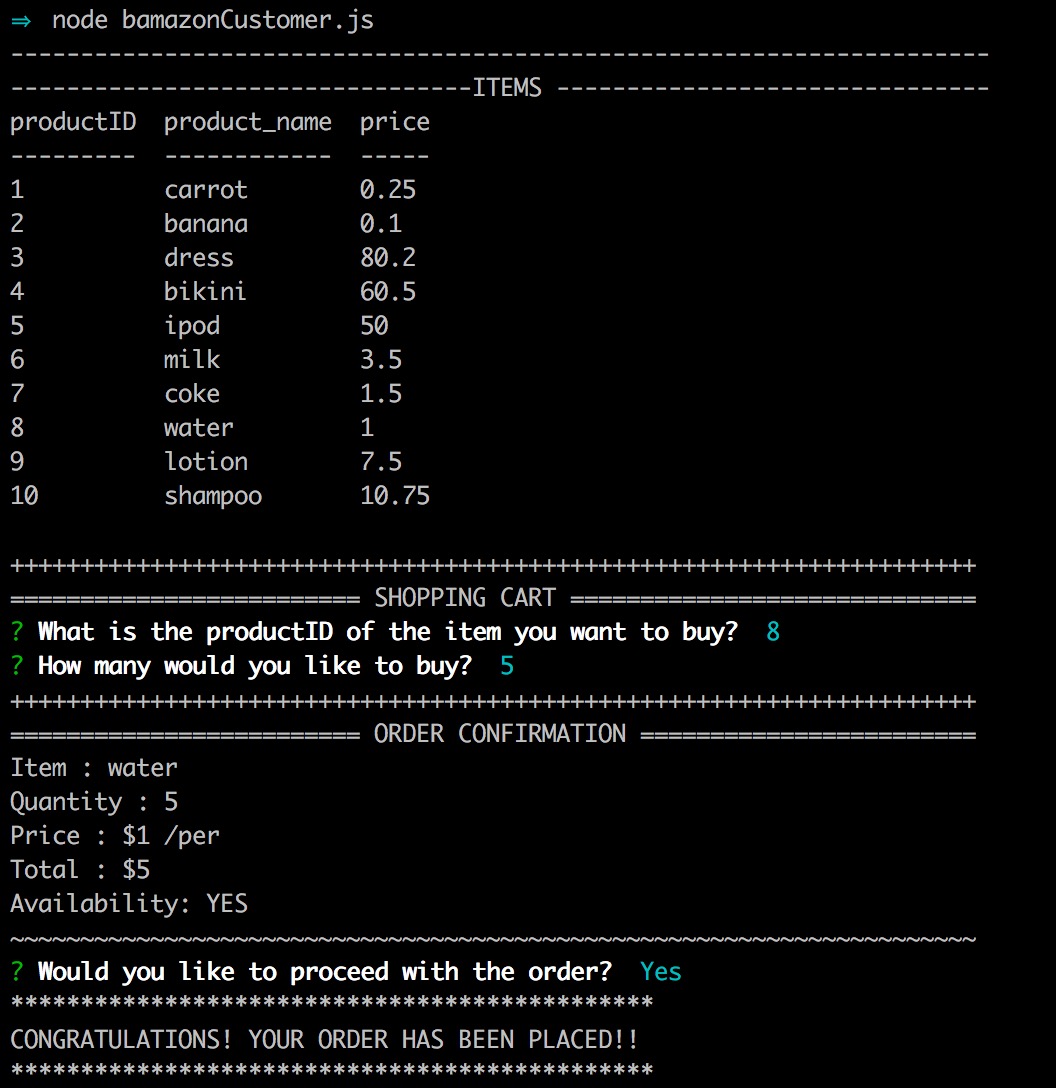 ⇒ node bamazonCustomer.js
----------------------------------------------------------------------
---------------------------------ITEMS -------------------------------
productID  product_name  price
---------  ------------  -----
1          carrot        0.25
2          banana        0.1
3          dress         80.2
4          bikini        60.5
5          ipod          50
6          milk          3.5
7          coke          1.5
8          water         1
9          lotion        7.5
10         shampoo       10.75
+++++++++++++++++++++++++++++++++++++++++++++++++++++++++++++++++++++
========================= SHOPPING CART =============================
? What is the productID of the item you want to buy?  8
? How many would you like to buy?  5
+++++++++++++++++++++++++++++++++++++++++++++++++++++++++++++++++++++
========================= ORDER CONFIRMATION ========================
Item : water
Quantity : 5
Price : $1 /per
Total : $5
Availability: YES
~~~~~~~~~~~~~~~~~~~~~~~~~~~~~~~~~~~~~~~~~~~~~~~~~~~~~~~~~~~~~~~~~~~~~
? Would you like to proceed with the order?  Yes
**********************************************
CONGRATULATIONS! YOUR ORDER HAS BEEN PLACED!!
**********************************************